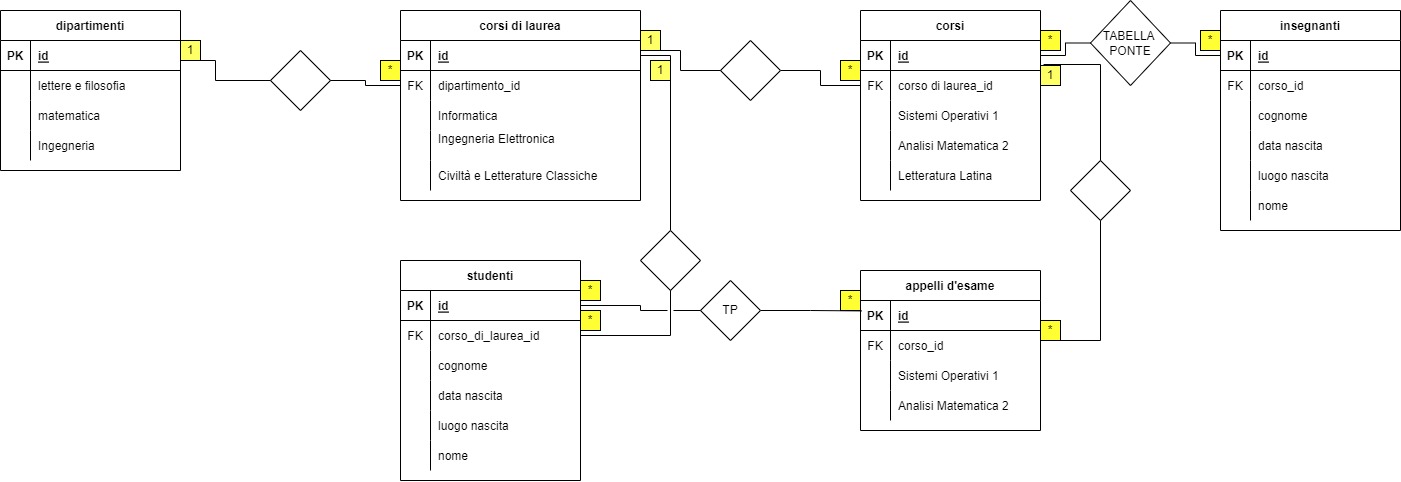 dipartimenti
PK id
lettere e filosofia
matematica
Ingegneria
1
*
corsi di laurea
PK id
FK dipartimento_id
Informatica
Ingegneria Elettronica
Civiltà e Letterature Classiche
1
1
*
corsi
PK id
FK corso di laurea_id
Sistemi Operativi 1
Analisi Matematica 2
Letteratura Latina
*
1
TABELLA
PONTE
*
insegnanti
PK id
FK corso_id
cognome
data nascita
luogo nascita
nome
studenti
PK id
FK corso_di_laurea_id
cognome
data nascita
luogo nascita
nome
*
*
TP
*
appelli d'esame
PK id
FK corso_id
Sistemi Operativi 1
Analisi Matematica 2
*